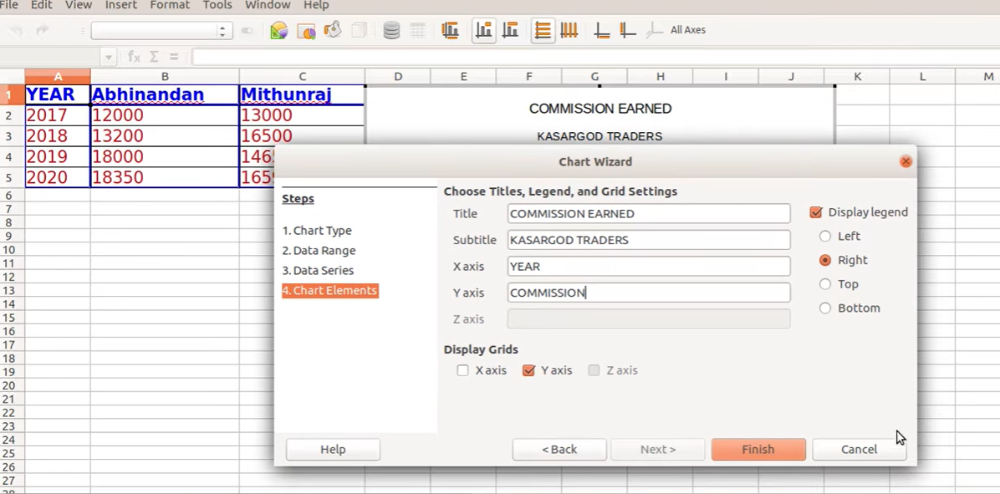 File Edit View Insert Format Tools Window Help
All Axes
A B C D E F G H I J K L M
1 YEAR Abhinandan Mithunraj
COMMISSION EARNED
2 2017 12000 13000
3 2018 13200 16500
KASARGOD TRADERS
4 2019 18000
5 2020 18350
6
7
8
9
10
11
12
13
14
15
16
17
18
19
20
21
22
23
24
25
26
27
Chart Wizard
Steps
1. Chart Type
2. Data Range
3. Data Series
4. Chart Elements
Choose Titles, Legend, and Grid Settings
Title COMMISSION EARNED
Subtitle KASARGOD TRADERS
X axis YEAR
Y axis COMMISSION
Z axis
Display legend
Left
Right
Top
Bottom
Display Grids
X axis Y axis Z axis
Help < Back Next > Finish Cancel